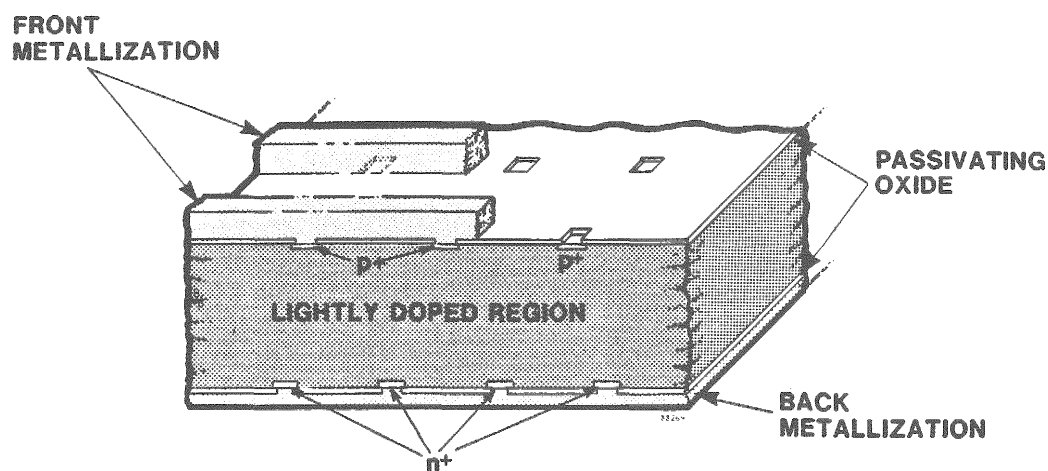 FRONT
METALLIZATION
PASSIVATING
OXIDE
p+
p+
LIGHTLY DOPED REGION
BACK
METALLIZATION
n+